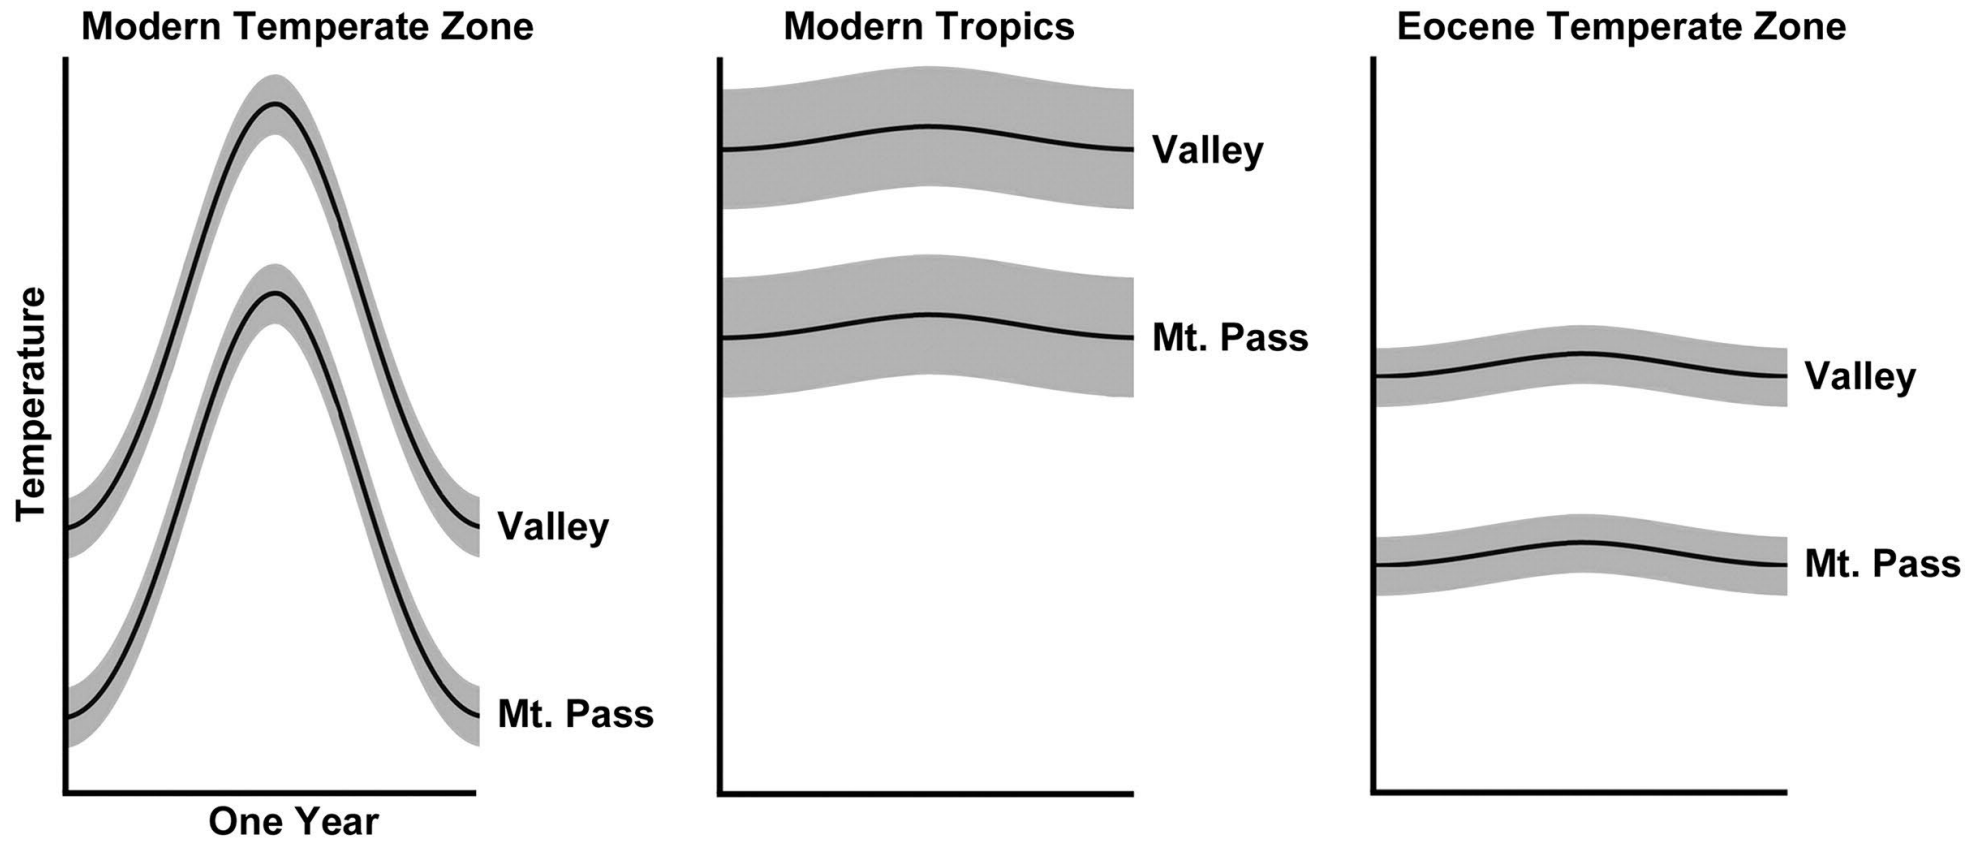 Modern Temperate Zone
Modern Tropics
Eocene Temperate Zone
Temperature
Valley
Mt. Pass
One Year
Valley
Mt. Pass
Valley
Mt. Pass